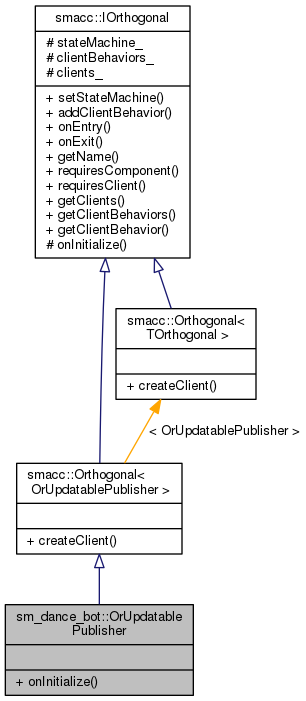 smacc::IOrthogonal
# stateMachine_
# clientBehaviors_
# clients_
+ setStateMachine()
+ addClientBehavior()
+ onEntry()
+ onExit()
+ getName()
+ requiresComponent()
+ requiresClient()
+ getClients()
+ getClientBehaviors()
+ getClientBehavior()
# onInitialize()
smacc::Orthogonal<
TOrthogonal >
+ createClient()
< OrUpdatablePublisher >
smacc::Orthogonal<
OrUpdatablePublisher >
+ createClient()
sm_dance_bot::OrUpdatable
Publisher
+ onInitialize()